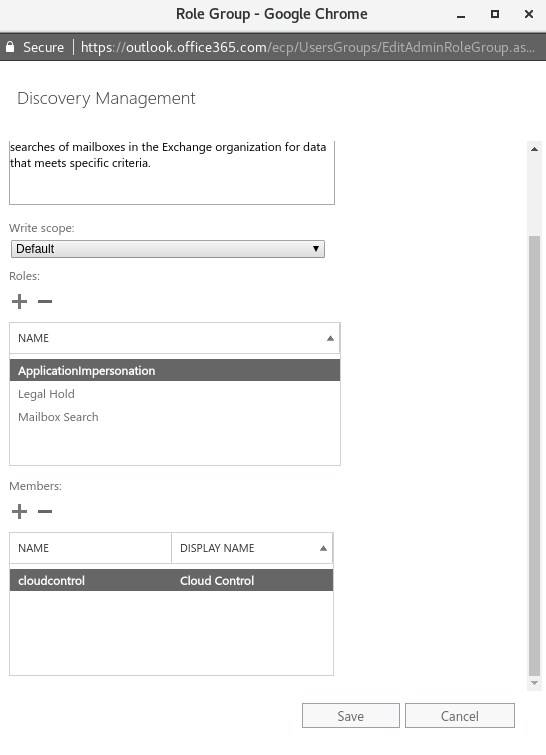 Role Group - Google Chrome
Secure https://outlook.office365.com/ecp/UsersGroups/EditAdminRoleGroup.as...
Discovery Management
searches of mailboxes in the Exchange organization for data
that meets specific criteria.
Write scope:
Default
Roles:
NAME
ApplicationImpersonation
Legal Hold
Mailbox Search
Members:
NAME DISPLAY NAME
cloudcontrol Cloud Control
Save Cancel